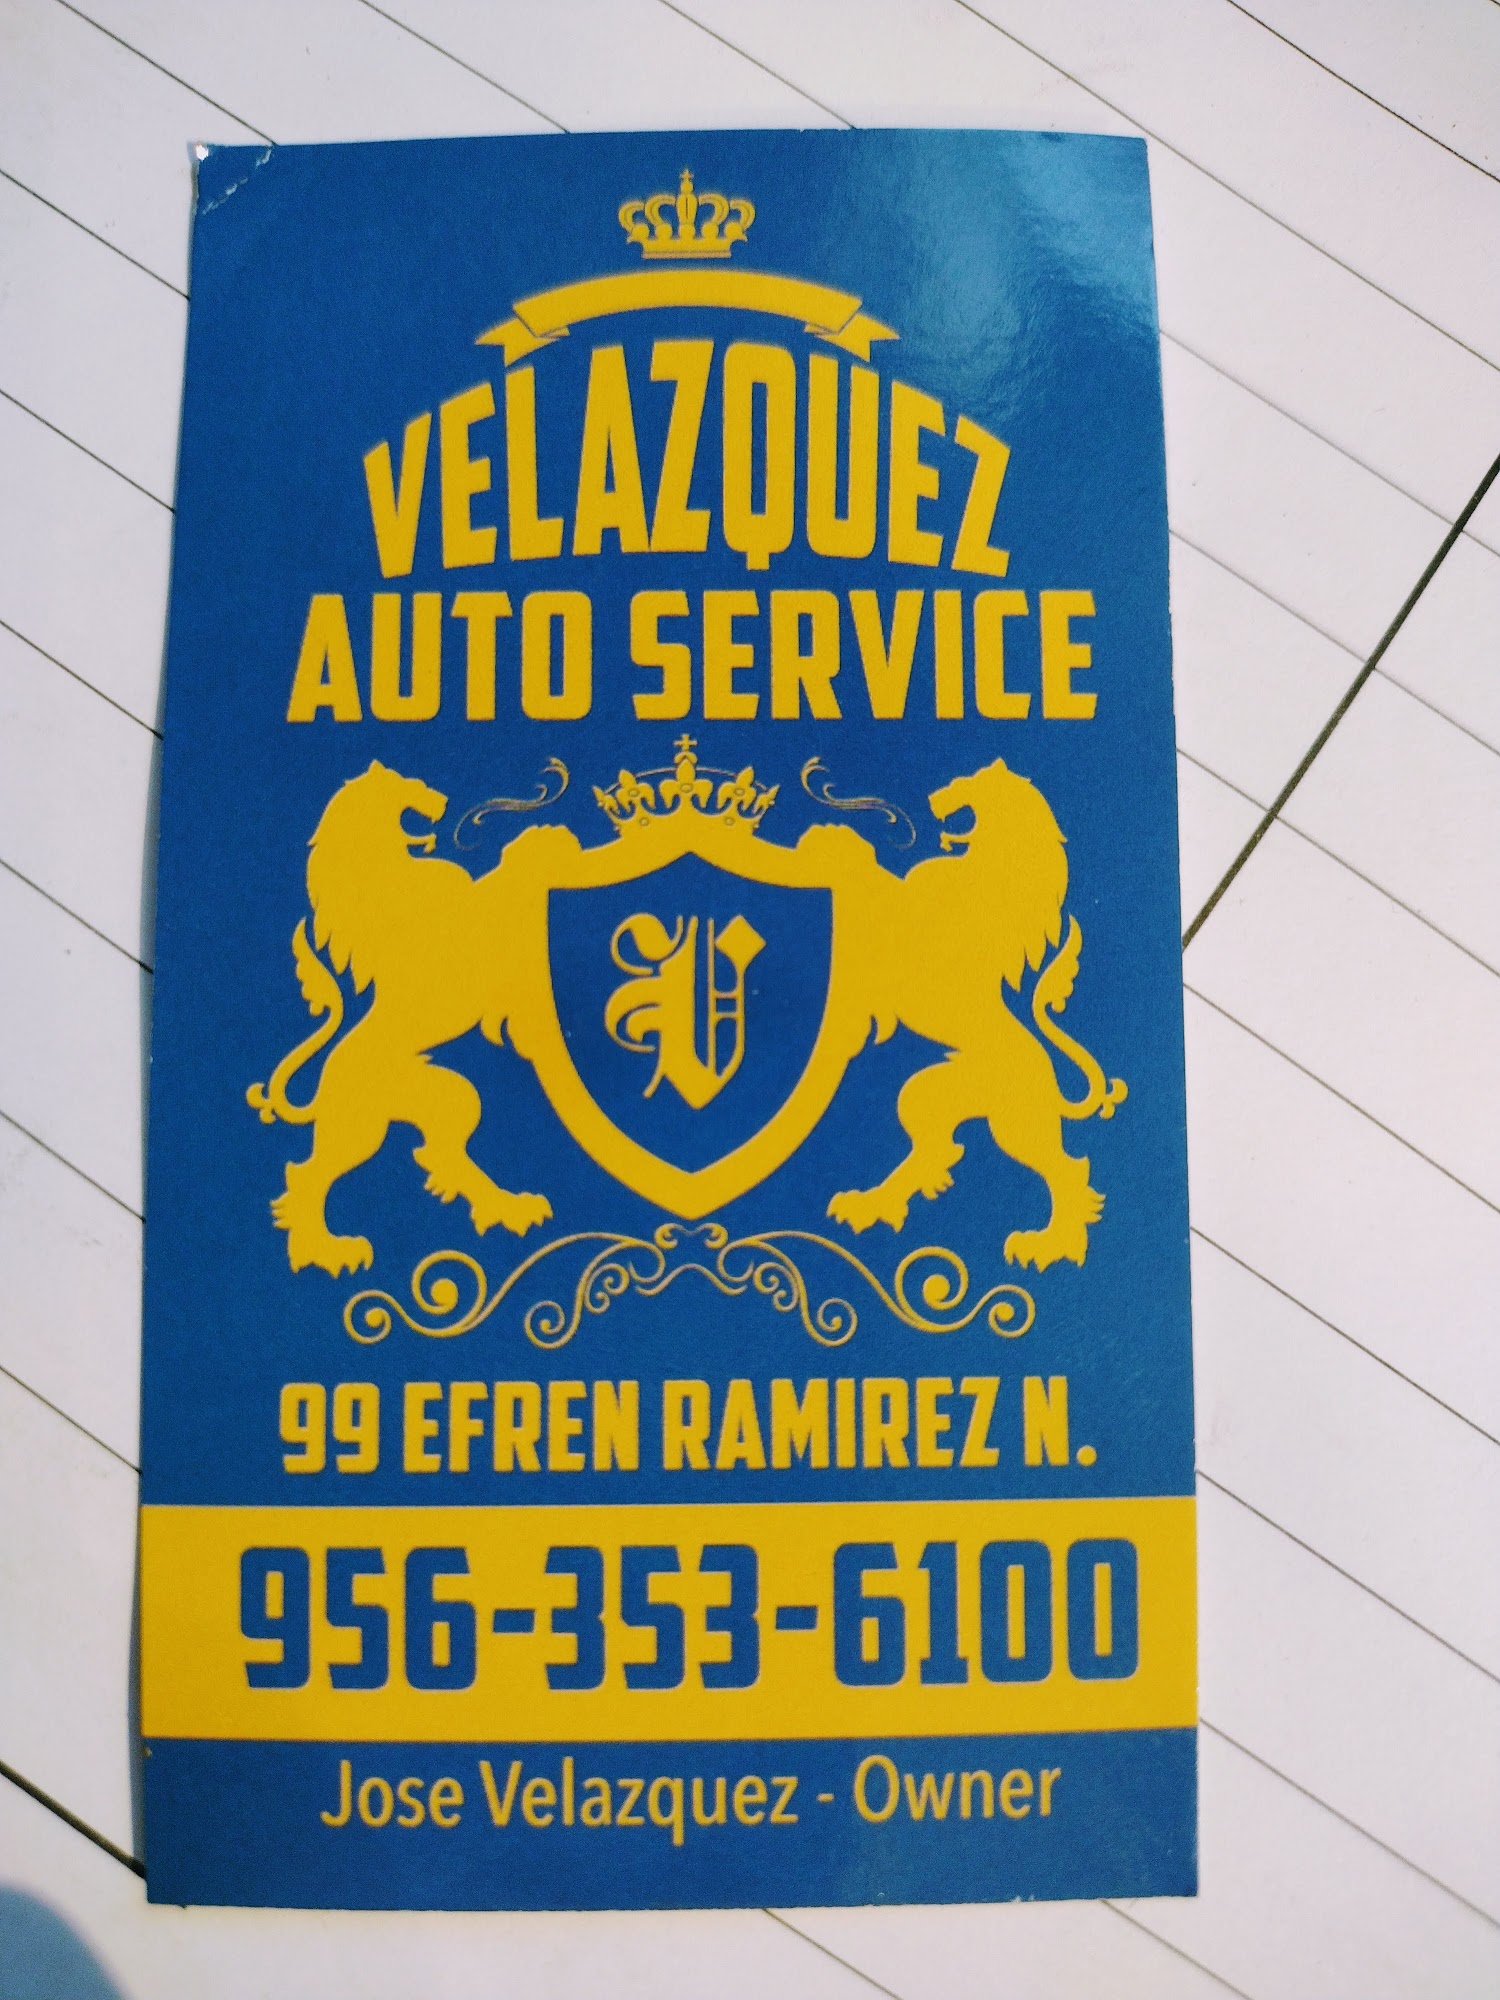 VELAZQUEZ
AUTO SERVICE
V
99 EFREN RAMIREZ N.
956-353-6100
Jose Velazquez - Owner